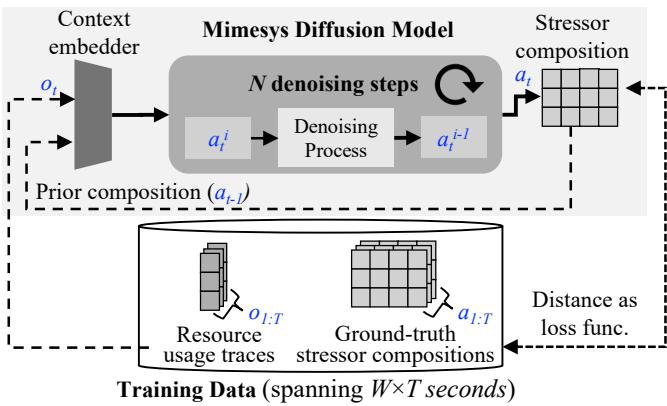 Context
embedder
Mimesys Diffusion Model
Stressor
composition
o_t
N denoising steps
a_t
a_t^i
Denoising
Process
a_t^{i-1}
Prior composition (a_{t-1})
o_{1:T}
a_{1:T}
Resource
usage traces
Ground-truth
stressor compositions
Distance as
loss func.
Training Data (spanning W×T seconds)